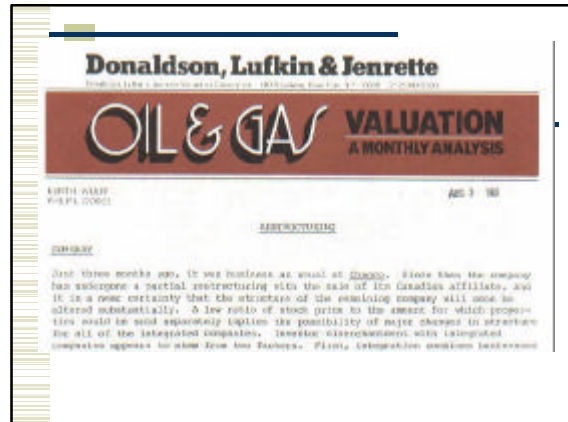 Donaldson, Lufkin & Jenrette
OIL & GAS
VALUATION
A MONTHLY ANALYSIS
KURT H. WULFF
AUG 3
RESTRUCTURING
SUMMARY
Just three months ago, it was business as usual at . Since then the company
has undergone a partial restructuring with the sale of its Canadian affiliate, and
it is a near certainty that the structure of the remaining company will soon be
altered substantially. A low ratio of stock price to the amount for which proper-
ties could be sold separately implies the possibility of major changes in structure
for all of the integrated companies. Investor disenchantment with integrated
companies appears to stem from two factors. First, integration combines businesses